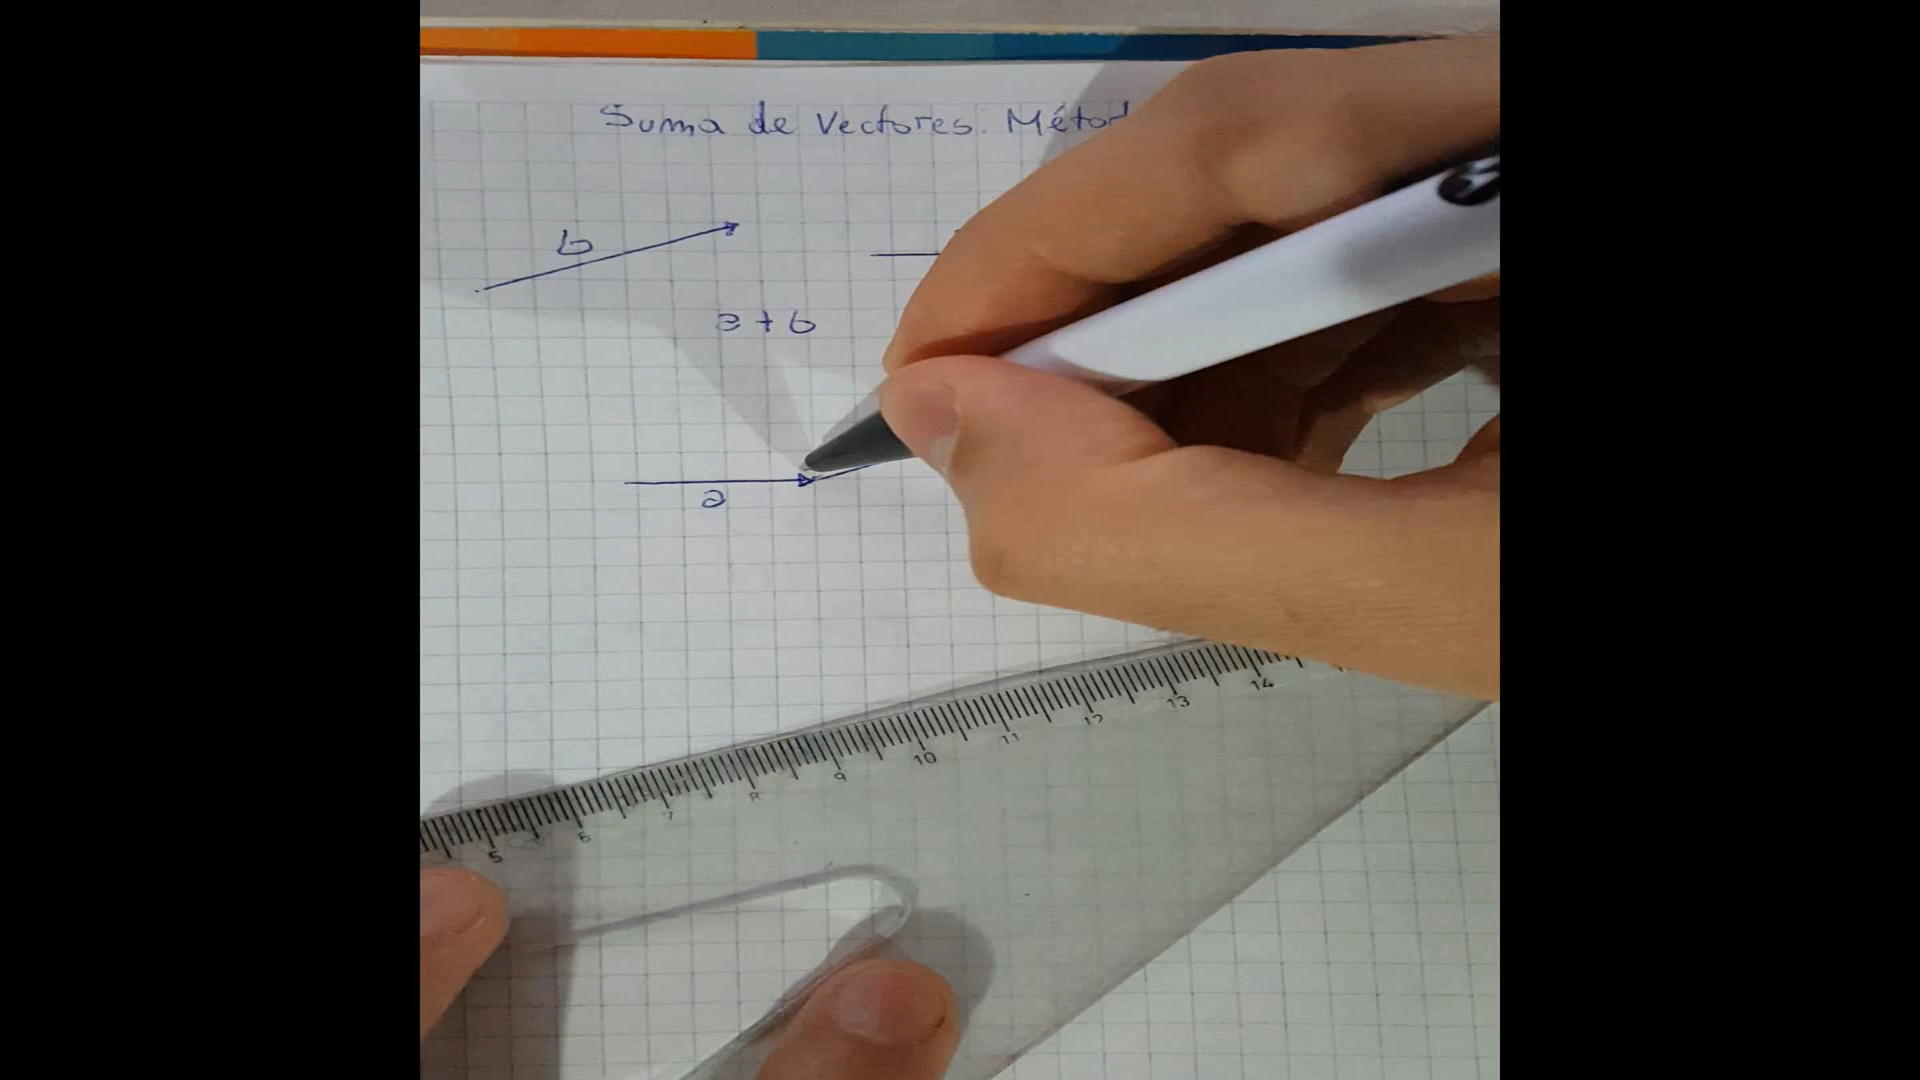 Suma de Vectores. Métod
b
a + b
a
5 6 7 8 9 10 11 12 13 14